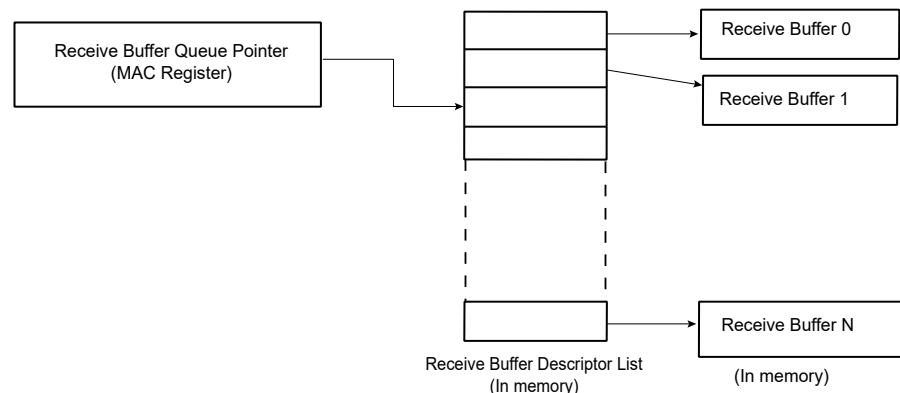 Receive Buffer Queue Pointer
(MAC Register)
Receive Buffer 0
Receive Buffer 1
Receive Buffer N
Receive Buffer Descriptor List
(In memory)
(In memory)